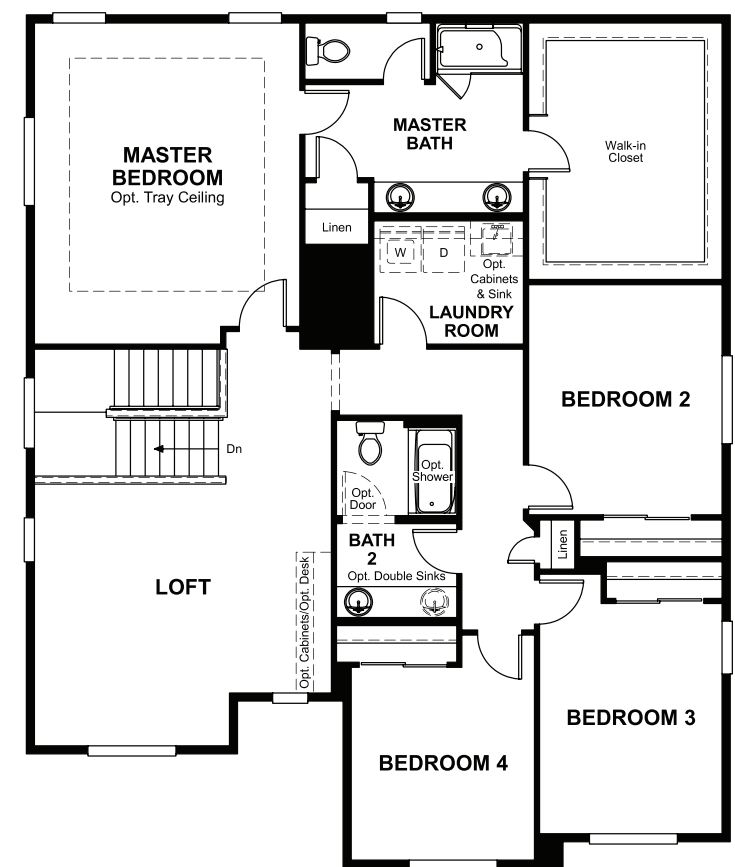 MASTER
BATH
MASTER
BEDROOM
Opt. Tray Ceiling
Walk-in
Closet
Linen
W
D
Opt.
Cabinets
& Sink
LAUNDRY
ROOM
BEDROOM 2
Dn
Opt.
Shower
Opt.
Door
BATH
2
Opt. Double Sinks
Linen
LOFT
Opt. Cabinets/Opt. Desk
BEDROOM 3
BEDROOM 4